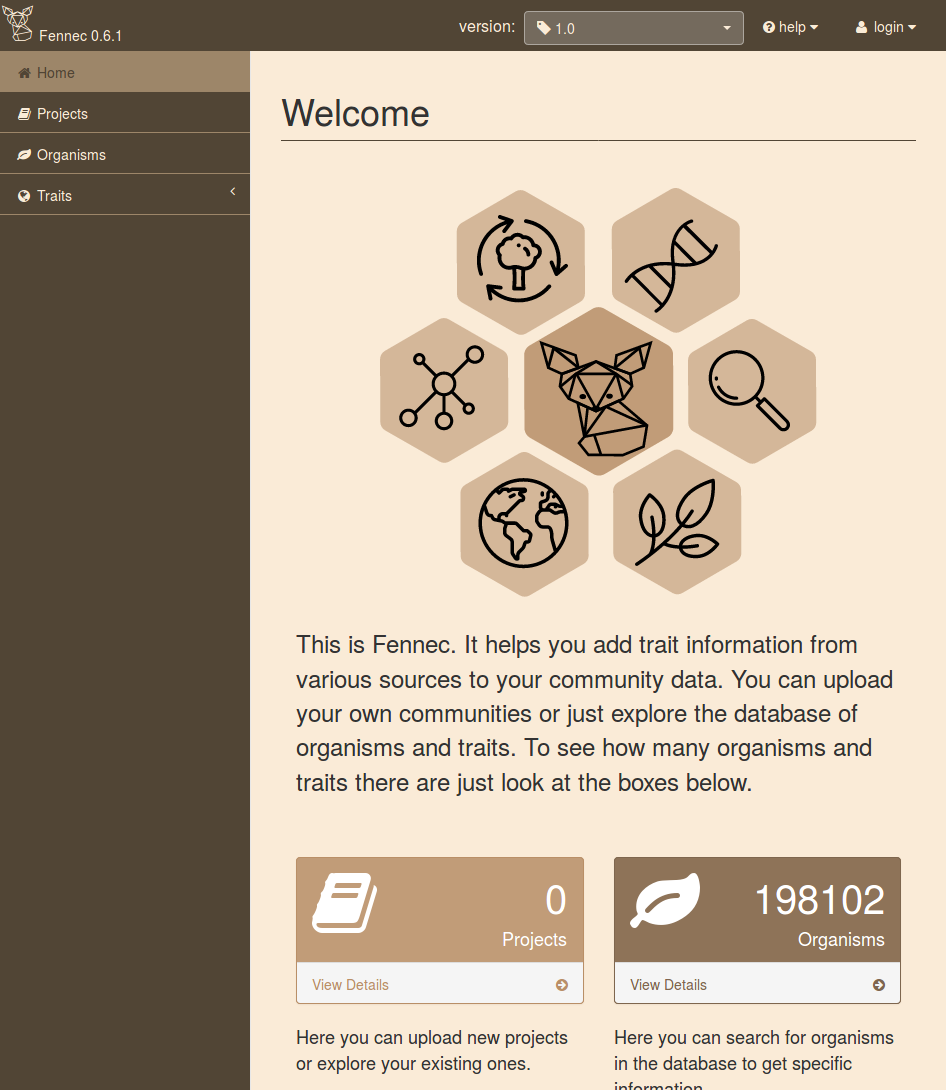 Fennec 0.6.1
version:
1.0
help
login
Home
Projects
Organisms
Traits
Welcome
This is Fennec. It helps you add trait information from
various sources to your community data. You can upload
your own communities or just explore the database of
organisms and traits. To see how many organisms and
traits there are just look at the boxes below.
0
Projects
View Details
198102
Organisms
View Details
Here you can upload new projects
or explore your existing ones.
Here you can search for organisms
in the database to get specific
information